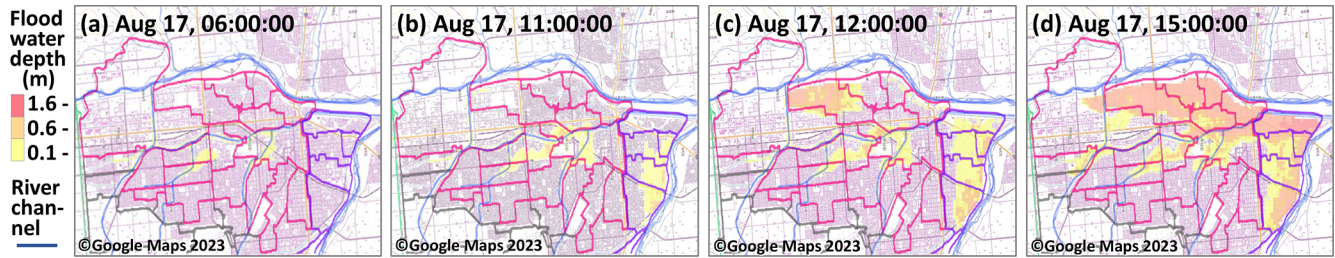 Flood
water
depth
(m)
1.6 -
0.6 -
0.1 -
River
chan-
nel
(a) Aug 17, 06:00:00
©Google Maps 2023
(b) Aug 17, 11:00:00
©Google Maps 2023
(c) Aug 17, 12:00:00
©Google Maps 2023
(d) Aug 17, 15:00:00
©Google Maps 2023